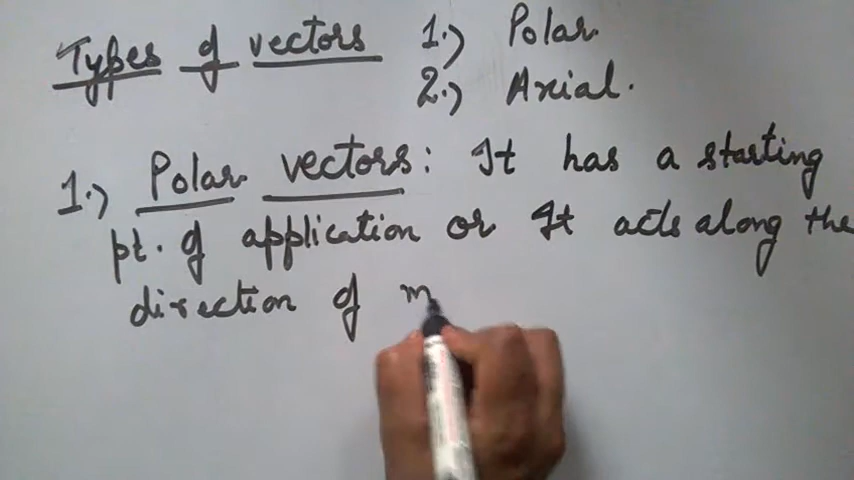 Types of vectors 1.) Polar.
2.) Axial.
1.) Polar vectors: It has a starting
pt. of application or It acts along the
direction of m